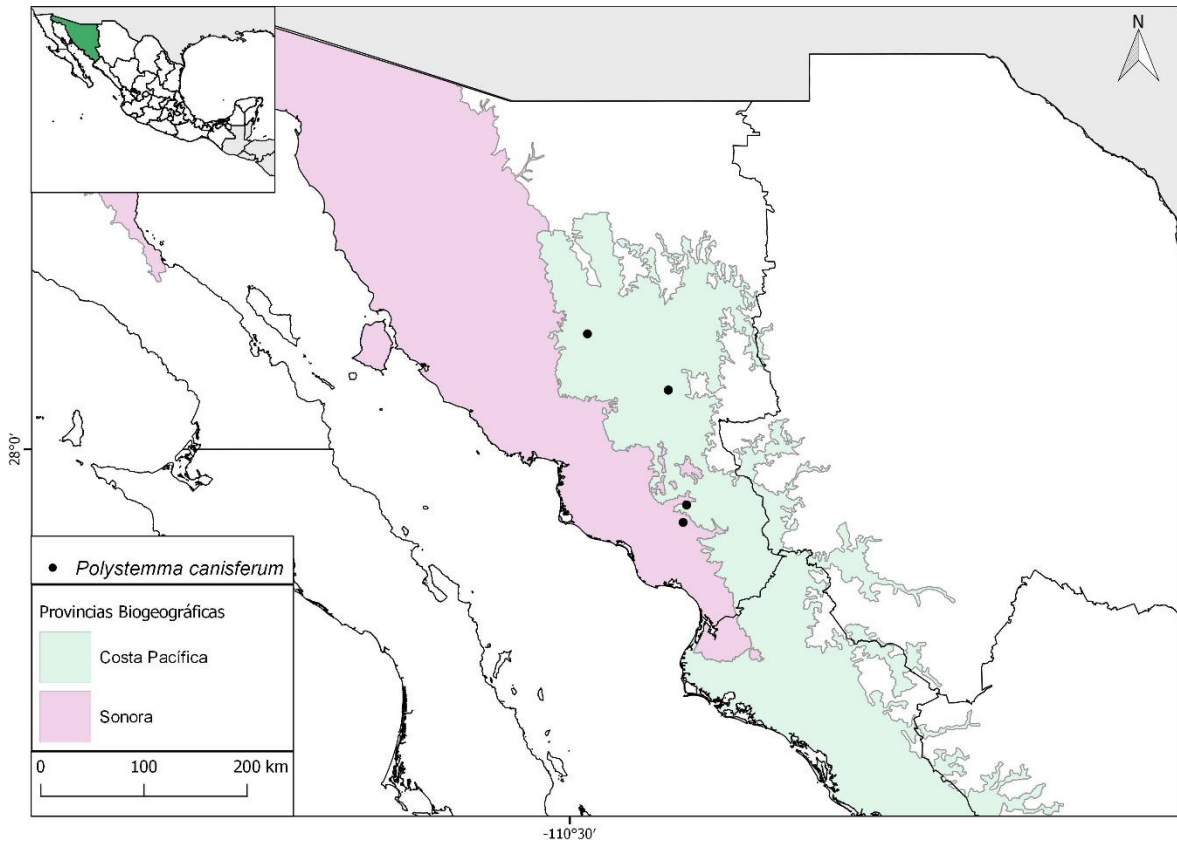 N
28°0'
Polystemma canisferum
Provincias Biogeográficas
Costa Pacífica
Sonora
0 100 200 km
-110°30'